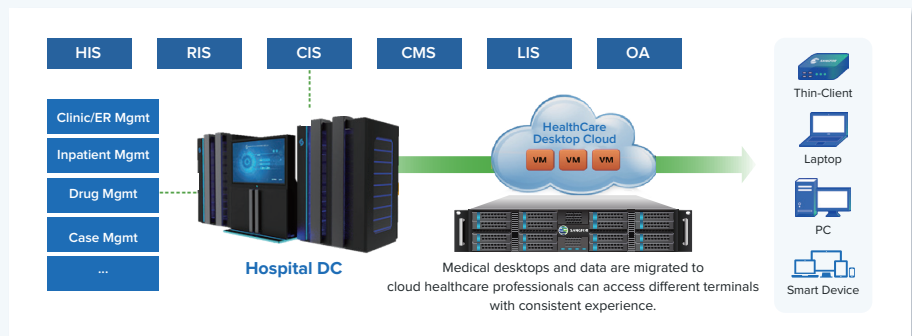 HIS
RIS
CIS
CMS
LIS
OA
Clinic/ER Mgmt
Inpatient Mgmt
Drug Mgmt
Case Mgmt
...
Hospital DC
HealthCare
Desktop Cloud
VM
VM
VM
SANGFOR
Medical desktops and data are migrated to
cloud healthcare professionals can access different terminals
with consistent experience.
Thin-Client
Laptop
PC
Smart Device